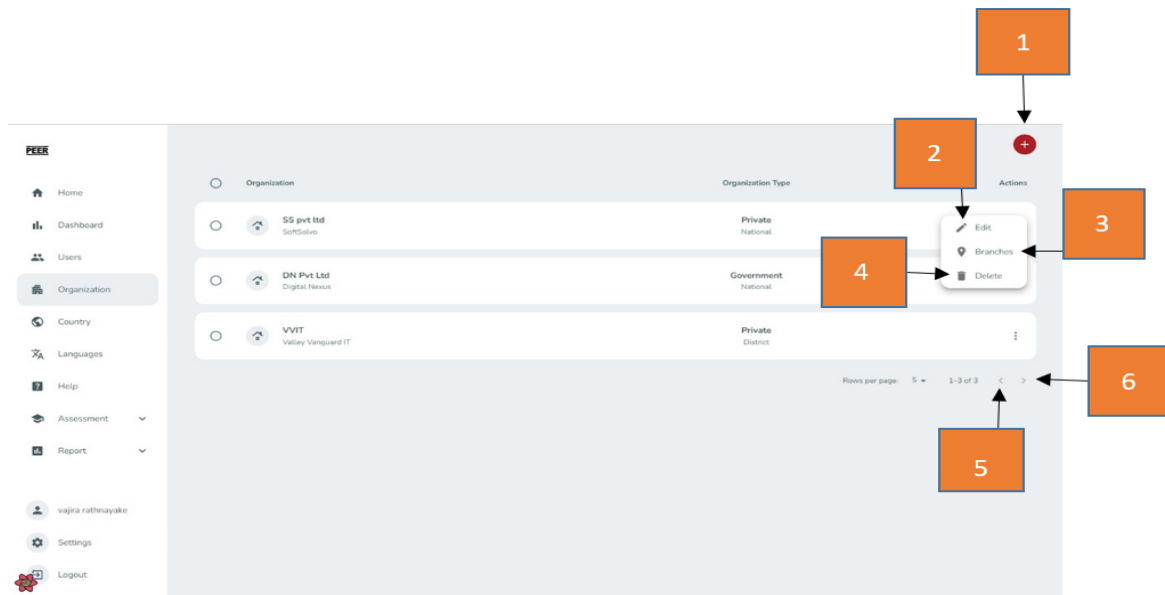 1
2
PEER
Organization
Organization Type
Actions
Home
SS pvt ltd
SoftSolvo
Private
National
Edit
3
Dashboard
Branches
Users
4
Delete
DN Pvt Ltd
Digital Nexus
Government
National
Organization
Country
VVIT
Valley Vanguard IT
Private
District
Languages
Help
Rows per page: 5
1-3 of 3
6
Assessment
Report
5
vajira rathnayake
Settings
Logout